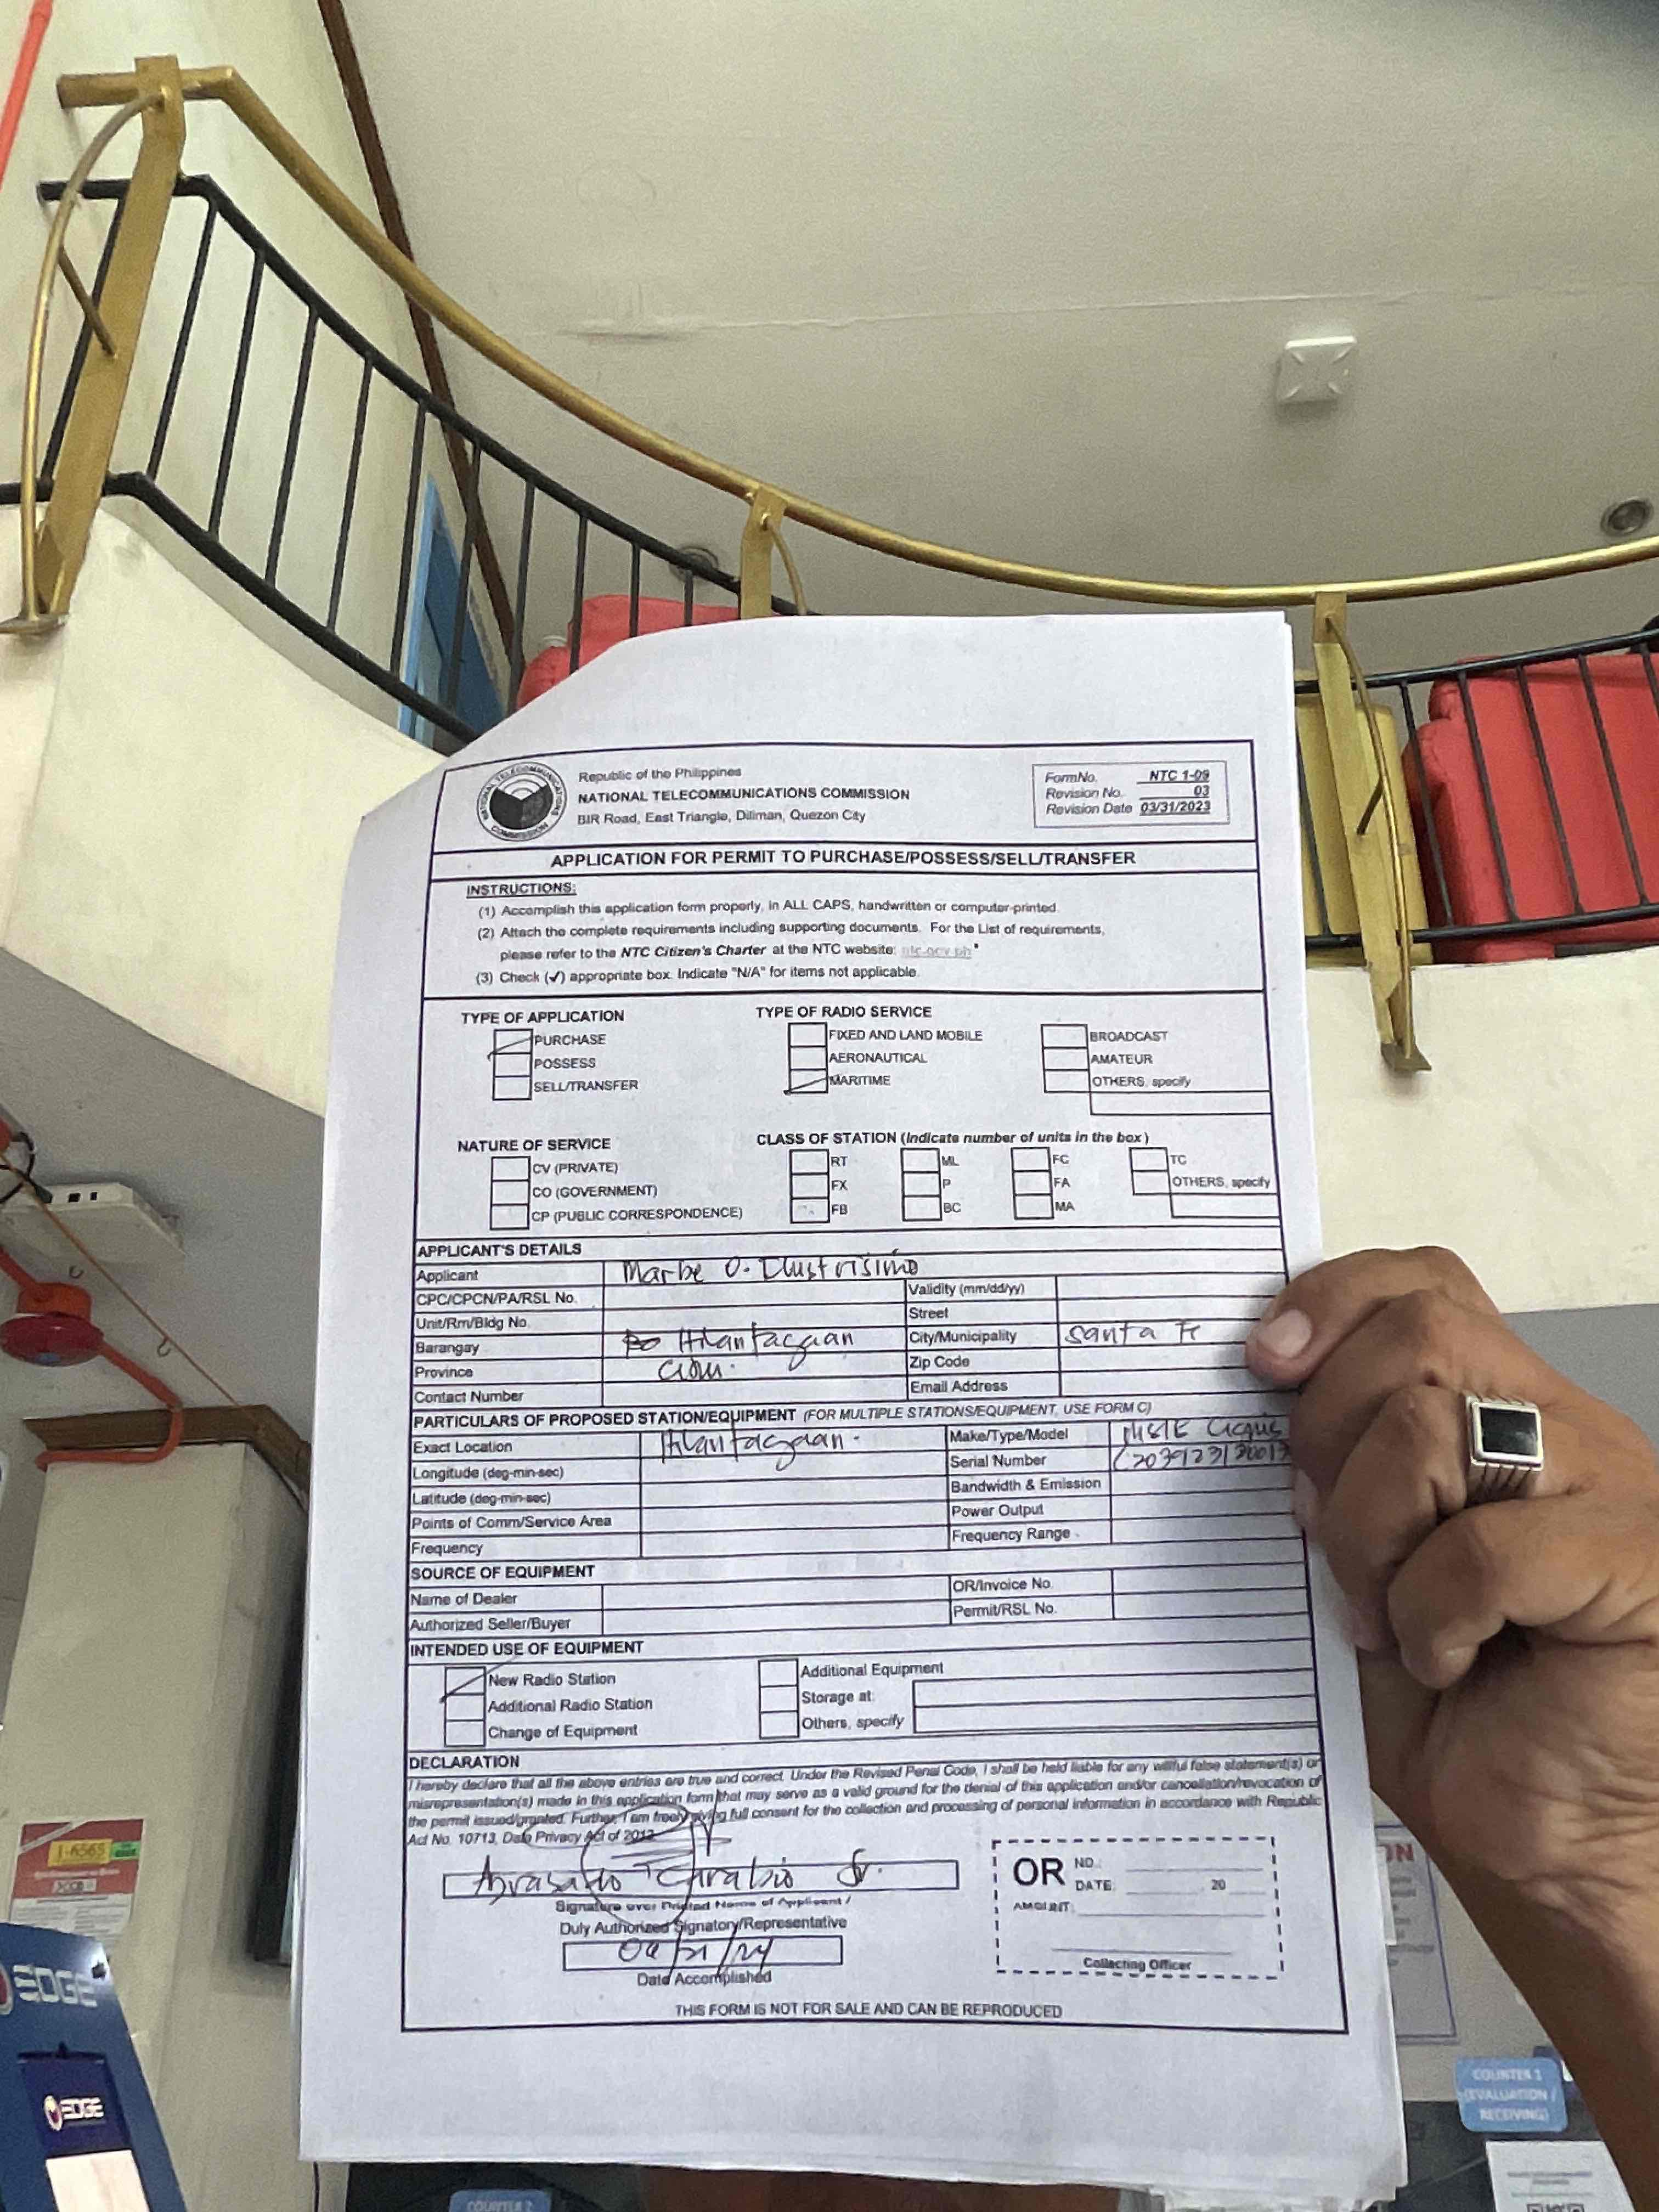 Republic of the Philippines
NATIONAL TELECOMMUNICATIONS COMMISSION
BIR Road, East Triangle, Diliman, Quezon City
FormNo. NTC 1-09
Revision No. 03
Revision Date 03/31/2023
APPLICATION FOR PERMIT TO PURCHASE/POSSESS/SELL/TRANSFER
INSTRUCTIONS:
(1) Accomplish this application form properly, in ALL CAPS, handwritten or computer-printed.
(2) Attach the complete requirements including supporting documents. For the List of requirements,
please refer to the NTC Citizen's Charter at the NTC website: ntc.gov.ph
(3) Check (✓) appropriate box. Indicate "N/A" for items not applicable.
TYPE OF APPLICATION
PURCHASE
POSSESS
SELL/TRANSFER
TYPE OF RADIO SERVICE
FIXED AND LAND MOBILE
AERONAUTICAL
MARITIME
BROADCAST
AMATEUR
OTHERS, specify
NATURE OF SERVICE
CV (PRIVATE)
CO (GOVERNMENT)
CP (PUBLIC CORRESPONDENCE)
CLASS OF STATION (Indicate number of units in the box)
RT ML FC TC
FX P FA OTHERS, specify
FB BC MA
APPLICANT'S DETAILS
Applicant Marbe O. Ilustrisimo
CPC/CPCN/PA/RSL No. Validity (mm/dd/yy)
Unit/Rm/Bldg No. Street
Barangay Hilantagaan City/Municipality Santa Fe
Province Zip Code
Contact Number Email Address
PARTICULARS OF PROPOSED STATION/EQUIPMENT (FOR MULTIPLE STATIONS/EQUIPMENT, USE FORM C)
Exact Location Hilantagaan. Make/Type/Model
Longitude (deg-min-sec) Serial Number
Latitude (deg-min-sec) Bandwidth & Emission
Points of Comm/Service Area Power Output
Frequency Frequency Range
SOURCE OF EQUIPMENT
Name of Dealer OR/Invoice No.
Authorized Seller/Buyer Permit/RSL No.
INTENDED USE OF EQUIPMENT
New Radio Station Additional Equipment
Additional Radio Station Storage at:
Change of Equipment Others, specify
DECLARATION
I hereby declare that all the above entries are true and correct. Under the Revised Penal Code, I shall be held liable for any willful false statement(s) or
misrepresentation(s) made in this application form that may serve as a valid ground for the denial of this application and/or cancellation/revocation of
the permit issued/granted. Further, I am freely giving full consent for the collection and processing of personal information in accordance with Republic
Act No. 10713, Data Privacy Act of 2012.
Jr.
Signature over Printed Name of Applicant /
Duly Authorized Signatory/Representative
Date Accomplished
OR NO.
DATE: 20
AMOUNT:
Collecting Officer
THIS FORM IS NOT FOR SALE AND CAN BE REPRODUCED
EDGE
EDGE
COUNTER 1
(EVALUATION /
RECEIVING)
COUNTER 2